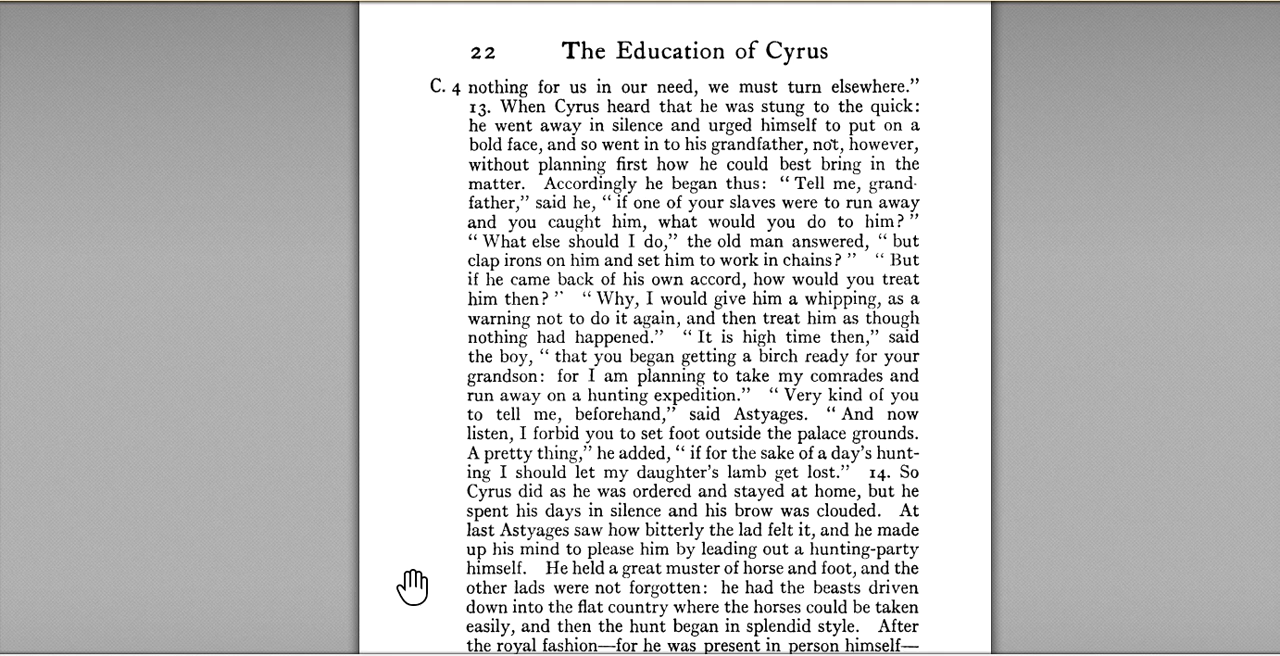 22 The Education of Cyrus
C. 4 nothing for us in our need, we must turn elsewhere.”
13. When Cyrus heard that he was stung to the quick:
he went away in silence and urged himself to put on a
bold face, and so went in to his grandfather, not, however,
without planning first how he could best bring in the
matter. Accordingly he began thus: “ Tell me, grand-
father,” said he, “ if one of your slaves were to run away
and you caught him, what would you do to him? ”
“ What else should I do,” the old man answered, “ but
clap irons on him and set him to work in chains? ” “ But
if he came back of his own accord, how would you treat
him then? ” “ Why, I would give him a whipping, as a
warning not to do it again, and then treat him as though
nothing had happened.” “ It is high time then,” said
the boy, “ that you began getting a birch ready for your
grandson: for I am planning to take my comrades and
run away on a hunting expedition.” “ Very kind of you
to tell me, beforehand,” said Astyages. “ And now
listen, I forbid you to set foot outside the palace grounds.
A pretty thing,” he added, “ if for the sake of a day’s hunt-
ing I should let my daughter’s lamb get lost.” 14. So
Cyrus did as he was ordered and stayed at home, but he
spent his days in silence and his brow was clouded. At
last Astyages saw how bitterly the lad felt it, and he made
up his mind to please him by leading out a hunting-party
himself. He held a great muster of horse and foot, and the
other lads were not forgotten: he had the beasts driven
down into the flat country where the horses could be taken
easily, and then the hunt began in splendid style. After
the royal fashion—for he was present in person himself—